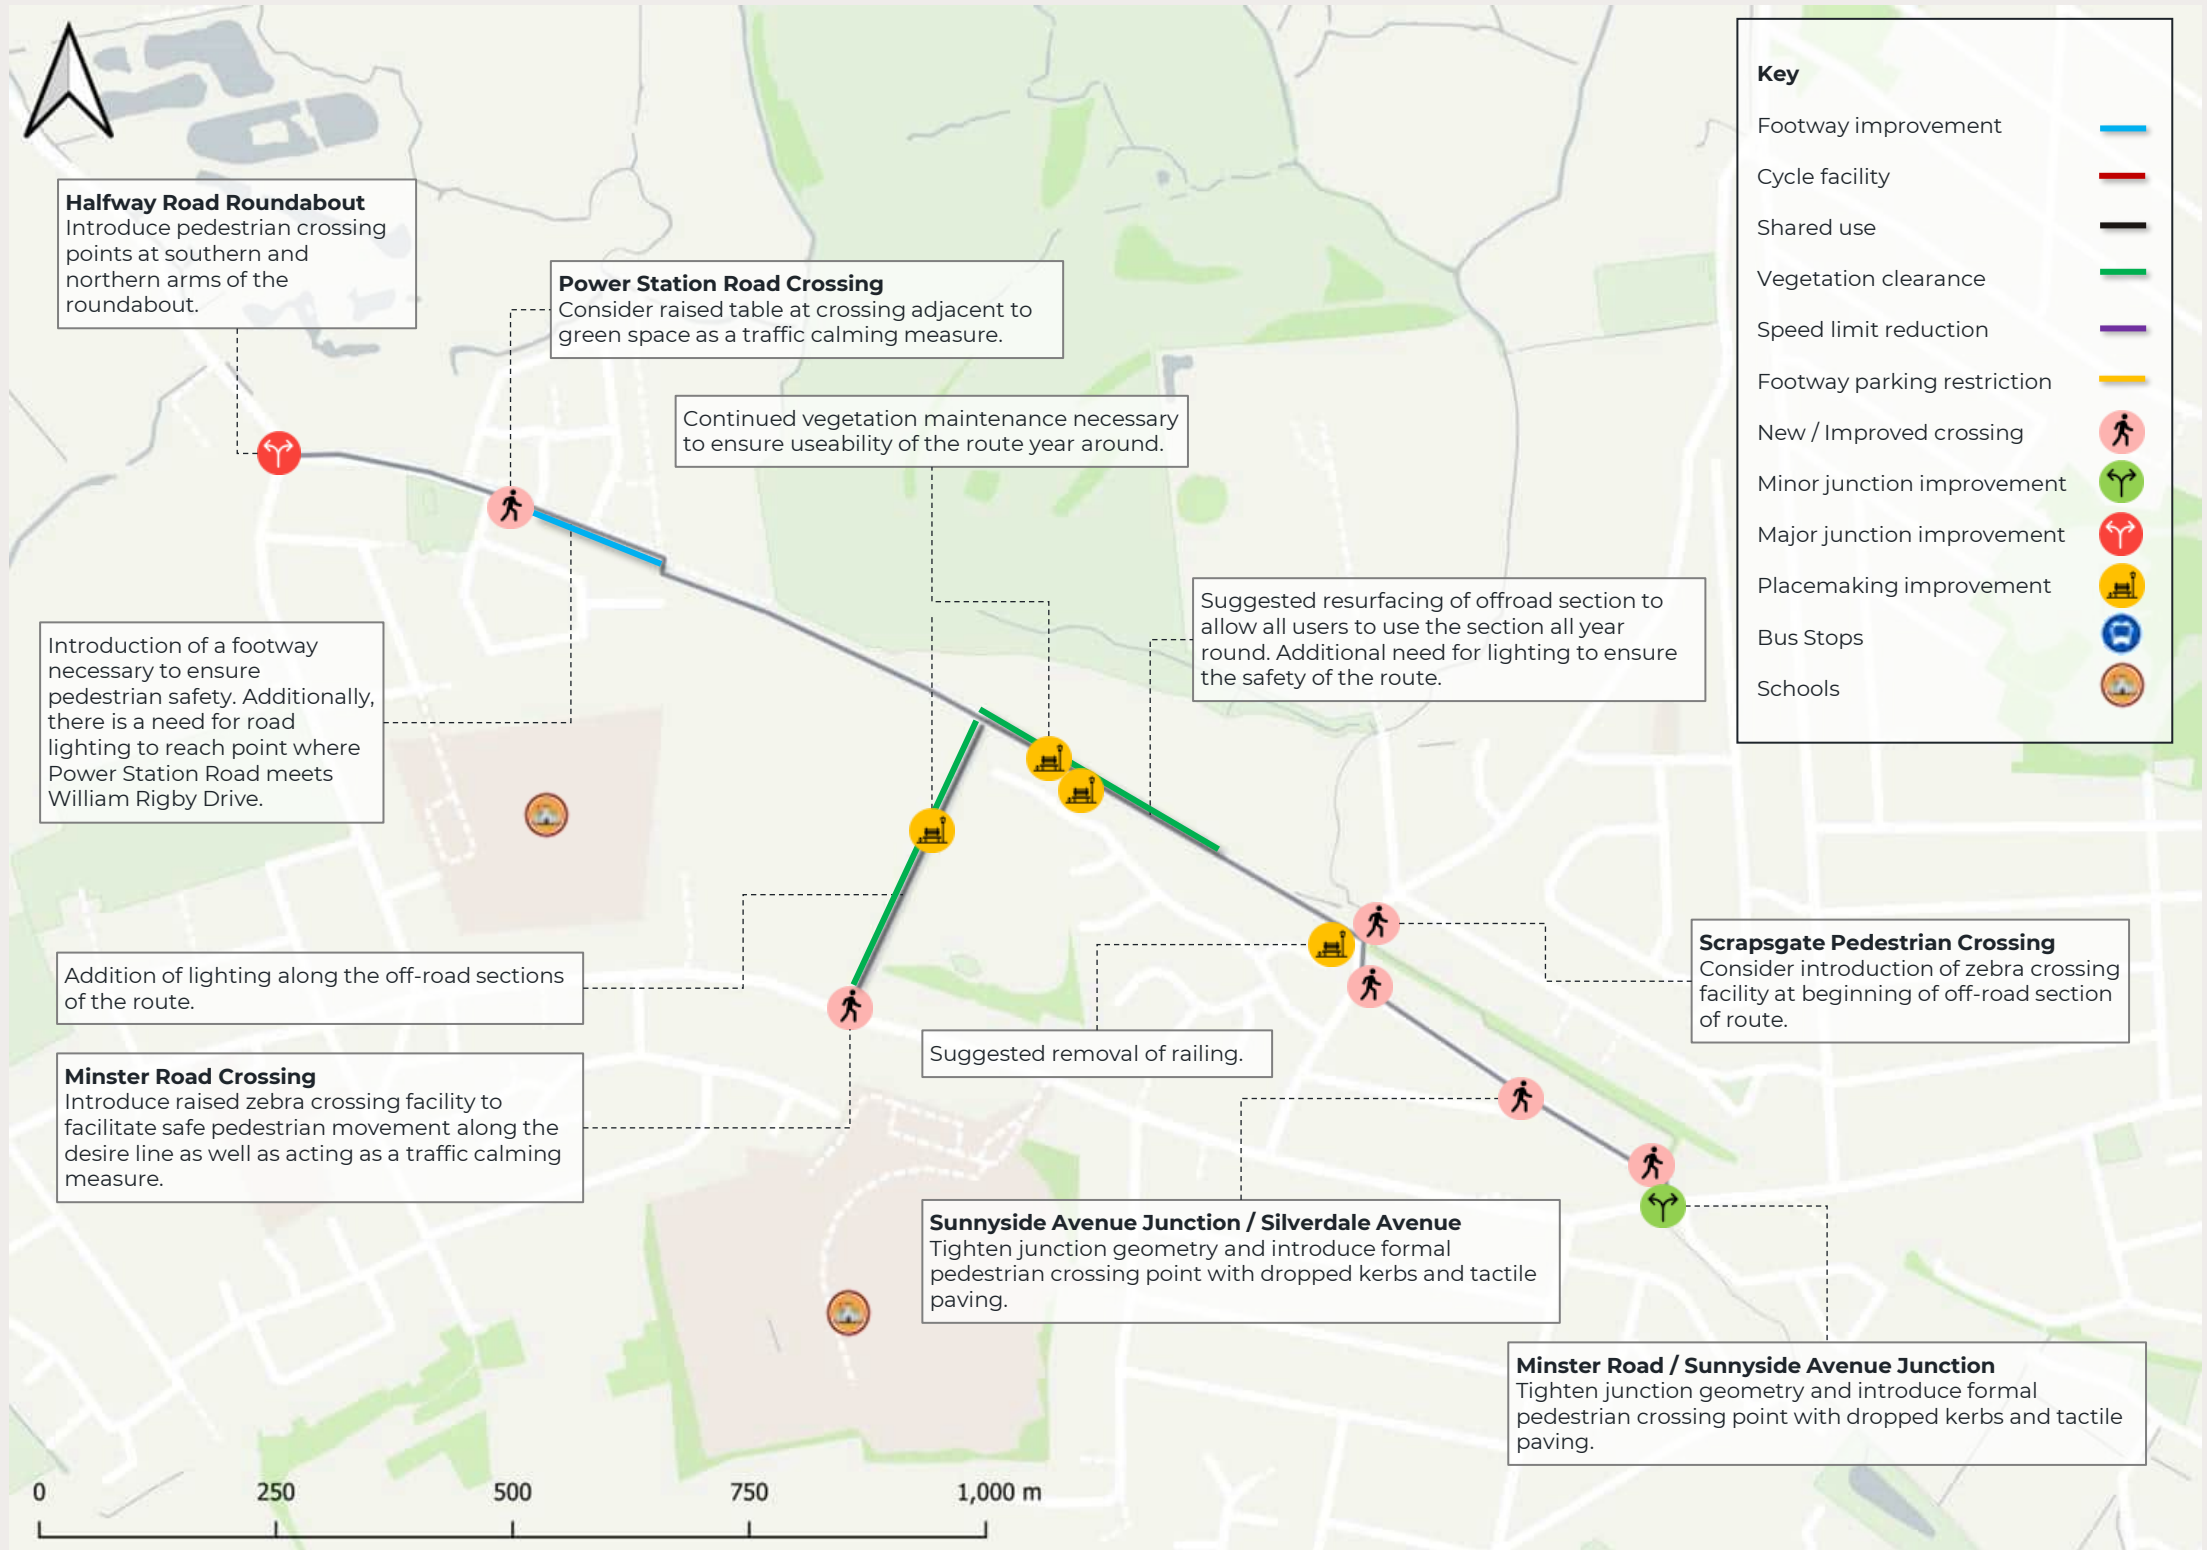 Key
Footway improvement
Cycle facility
Shared use
Vegetation clearance
Speed limit reduction
Footway parking restriction
New / Improved crossing
Minor junction improvement
Major junction improvement
Placemaking improvement
Bus Stops
Schools
Halfway Road Roundabout
Introduce pedestrian crossing
points at southern and
northern arms of the
roundabout.
Power Station Road Crossing
Consider raised table at crossing adjacent to
green space as a traffic calming measure.
Continued vegetation maintenance necessary
to ensure useability of the route year around.
Suggested resurfacing of offroad section to
allow all users to use the section all year
round. Additional need for lighting to ensure
the safety of the route.
Introduction of a footway
necessary to ensure
pedestrian safety. Additionally,
there is a need for road
lighting to reach point where
Power Station Road meets
William Rigby Drive.
Addition of lighting along the off-road sections
of the route.
Scrapsgate Pedestrian Crossing
Consider introduction of zebra crossing
facility at beginning of off-road section
of route.
Suggested removal of railing.
Minster Road Crossing
Introduce raised zebra crossing facility to
facilitate safe pedestrian movement along the
desire line as well as acting as a traffic calming
measure.
Sunnyside Avenue Junction / Silverdale Avenue
Tighten junction geometry and introduce formal
pedestrian crossing point with dropped kerbs and tactile
paving.
Minster Road / Sunnyside Avenue Junction
Tighten junction geometry and introduce formal
pedestrian crossing point with dropped kerbs and tactile
paving.
0 250 500 750 1,000 m